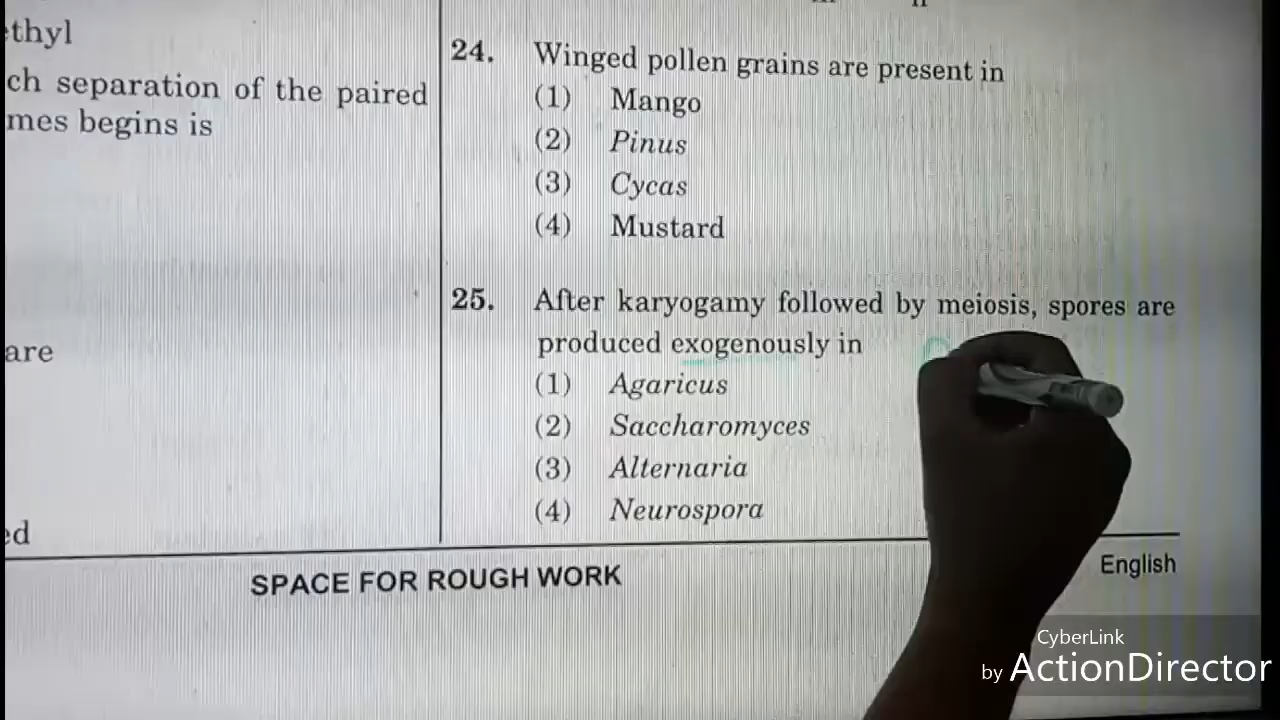 thyl
ch separation of the paired
mes begins is
are
ed
24. Winged pollen grains are present in
(1) Mango
(2) Pinus
(3) Cycas
(4) Mustard
25. After karyogamy followed by meiosis, spores are
produced exogenously in
(1) Agaricus
(2) Saccharomyces
(3) Alternaria
(4) Neurospora
SPACE FOR ROUGH WORK
English
CyberLink
by ActionDirector